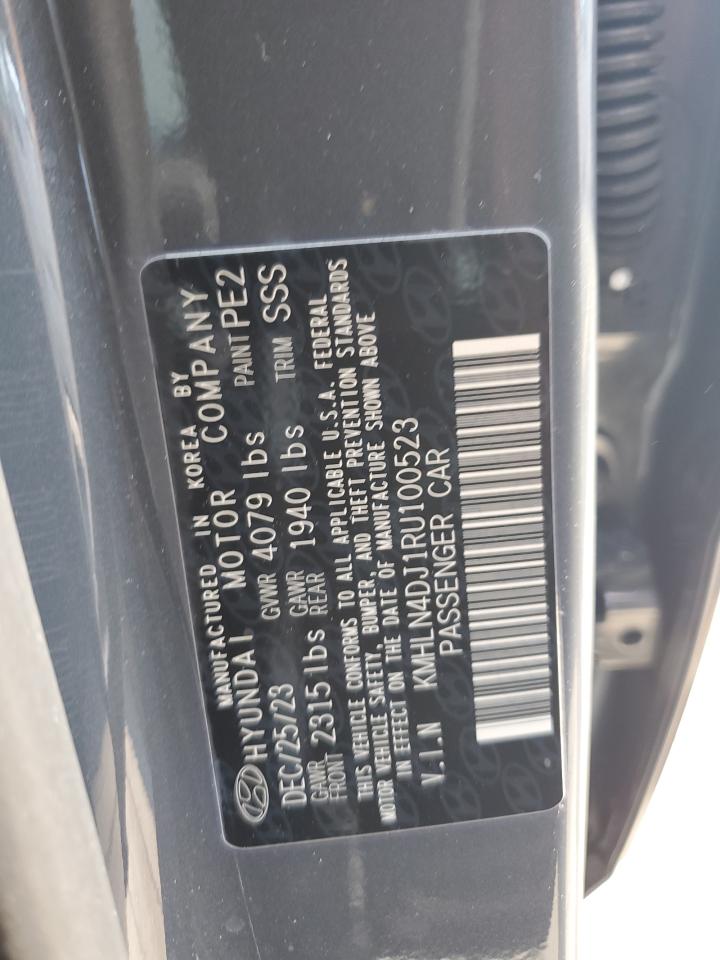 MANUFACTURED IN KOREA BY
HYUNDAI MOTOR COMPANY
DEC/25/23 GVWR 4079 lbs PAINT PE2
GAWR FRONT 2315 lbs GAWR REAR 1940 lbs TRIM SSS
THIS VEHICLE CONFORMS TO ALL APPLICABLE U.S.A. FEDERAL
MOTOR VEHICLE SAFETY, BUMPER, AND THEFT PREVENTION STANDARDS
IN EFFECT ON THE DATE OF MANUFACTURE SHOWN ABOVE
V.I.N KMHLN4DJ1RU100523
PASSENGER CAR